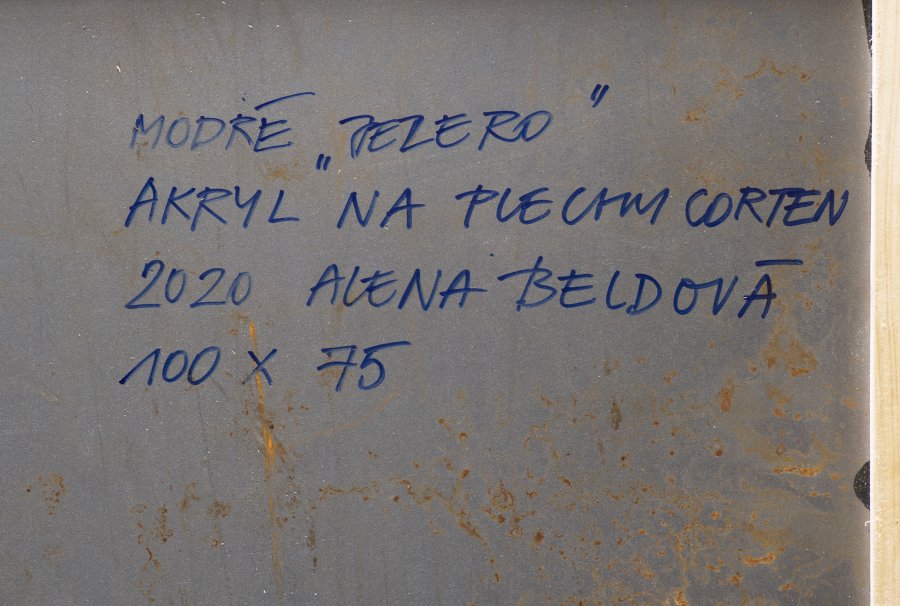 MODRÉ „JEZERO"
AKRYL NA PLECHU CORTEN
2020 ALENA BELDOVÁ
100 x 75